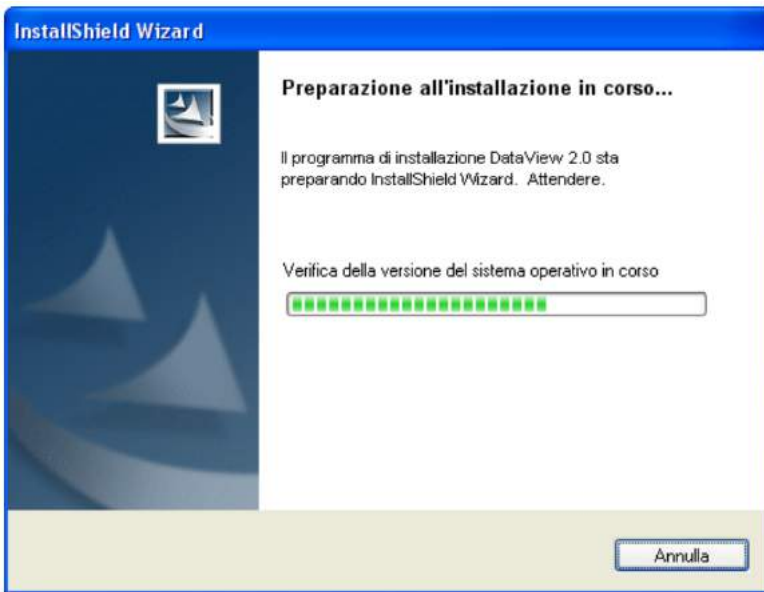 InstallShield Wizard
Preparazione all'installazione in corso...
Il programma di installazione DataView 2.0 sta
preparando InstallShield Wizard. Attendere.
Verifica della versione del sistema operativo in corso
Annulla